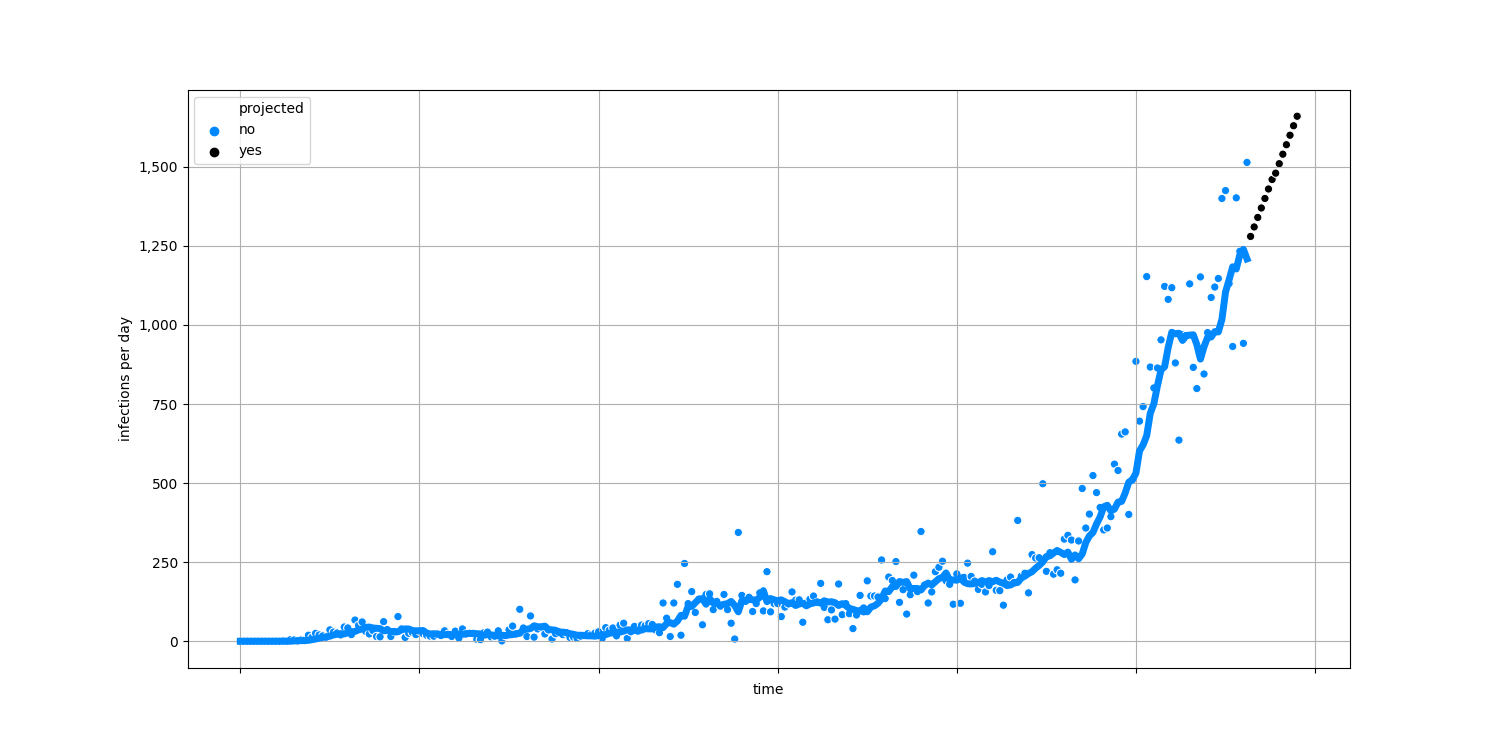 projected
no
yes
1,500
1,250
1,000
750
500
250
0
infections per day
time